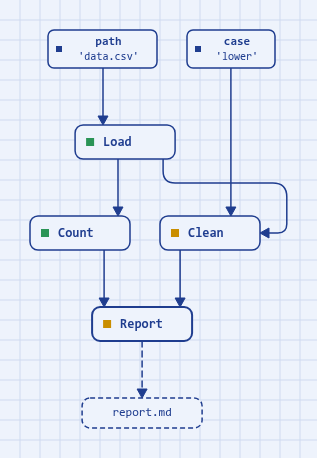 path
'data.csv'
case
'lower'
Load
Count
Clean
Report
report.md